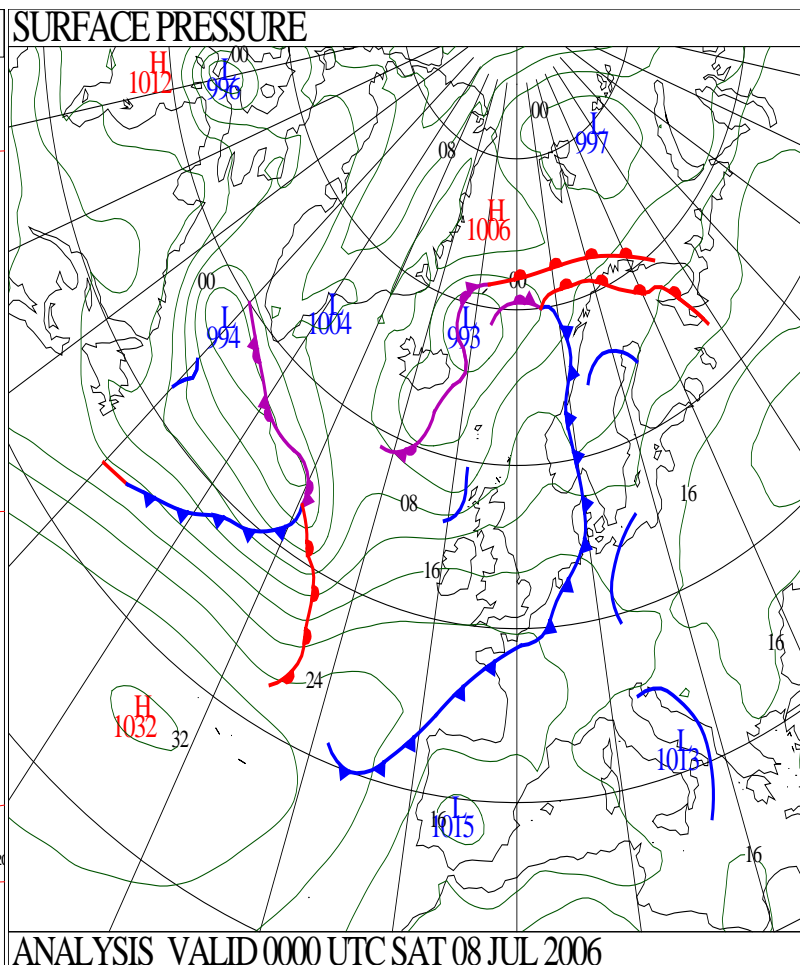 SURFACE PRESSURE
H
1012
00
L
996
00
L
997
08
H
1006
00
00
L
994
L
1004
L
993
08
16
16
16
24
H
1032
32
L
1013
16
L
1015
16
ANALYSIS VALID 0000 UTC SAT 08 JUL 2006